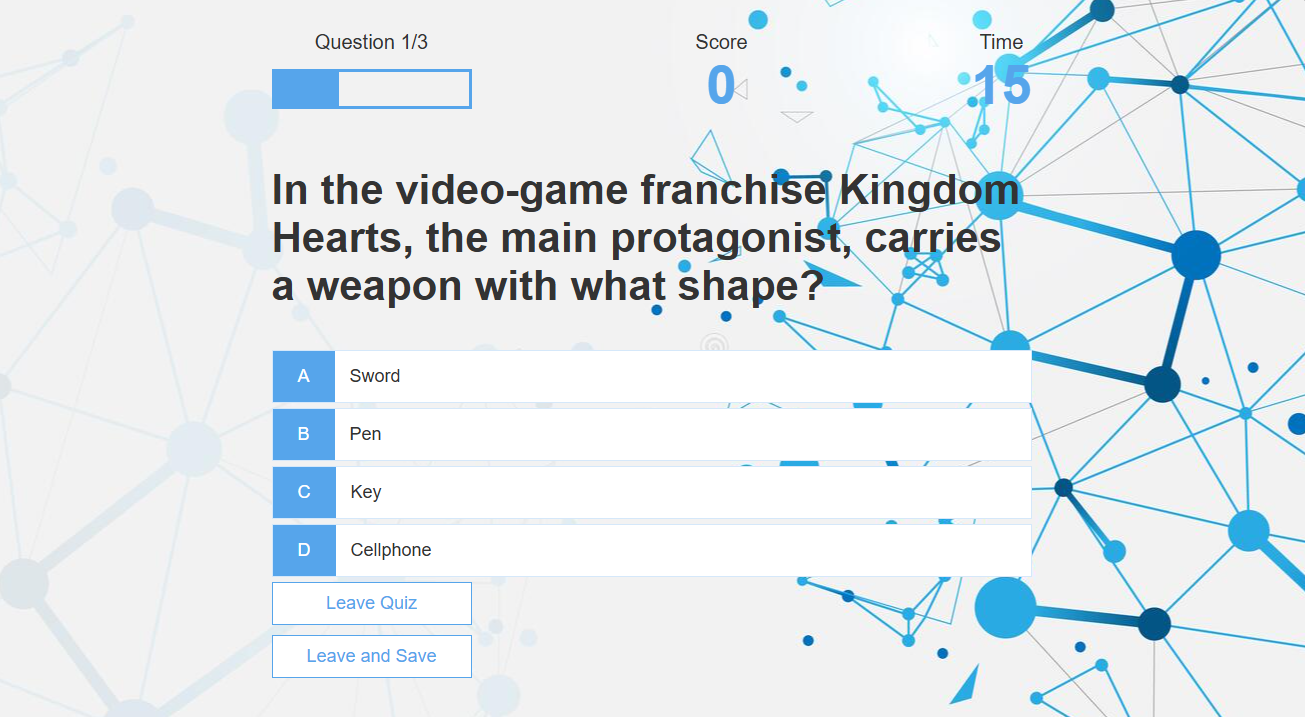 Question 1/3
Score
Time
0
15
In the video-game franchise Kingdom
Hearts, the main protagonist, carries
a weapon with what shape?
A Sword
B Pen
C Key
D Cellphone
Leave Quiz
Leave and Save